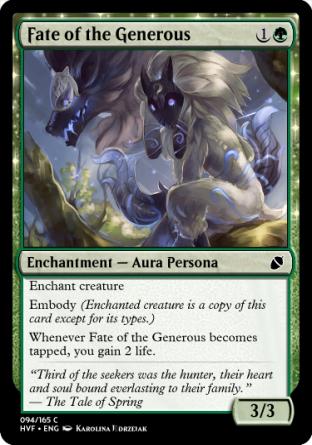 Fate of the Generous 1
Enchantment — Aura Persona
Enchant creature
Embody (Enchanted creature is a copy of this
card except for its types.)
Whenever Fate of the Generous becomes
tapped, you gain 2 life.
"Third of the seekers was the hunter, their heart
and soul bound everlasting to their family."
— The Tale of Spring
3/3
094/165 C
HVF • ENG Karolina Udrzejak